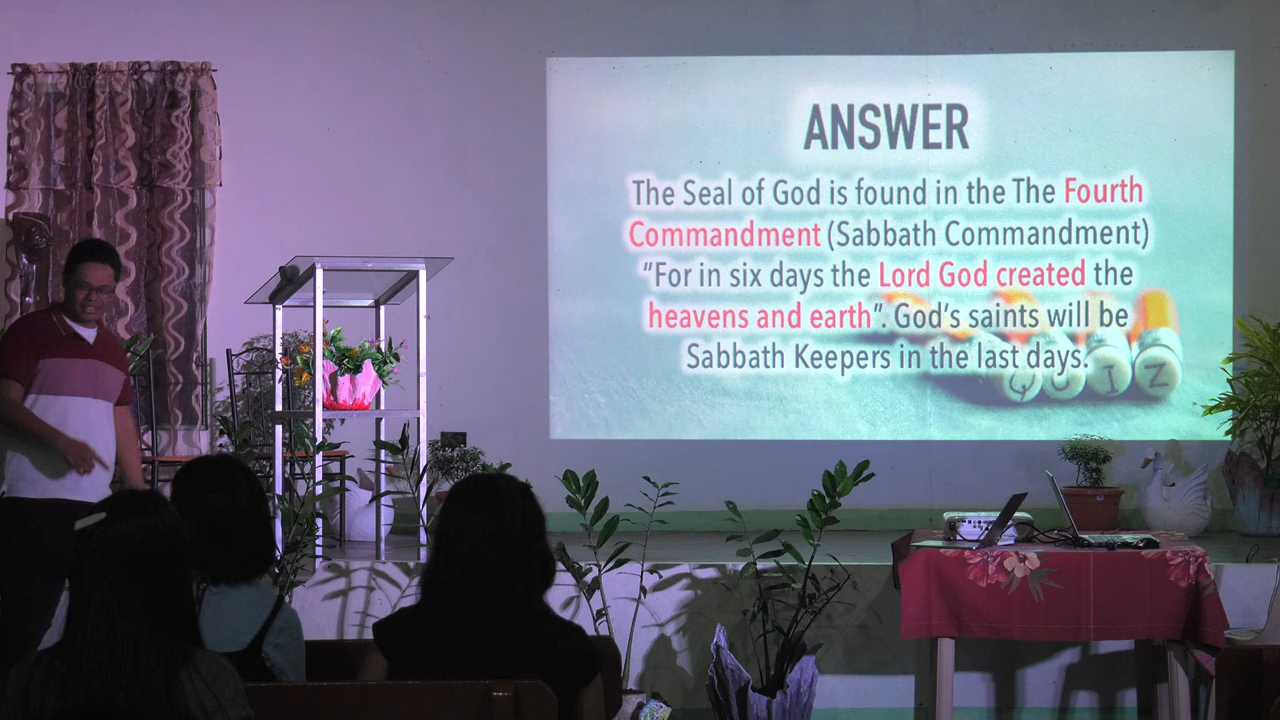 ANSWER
The Seal of God is found in the The Fourth
Commandment (Sabbath Commandment)
"For in six days the Lord God created the
heavens and earth". God's saints will be
Sabbath Keepers in the last days.
QUIZ